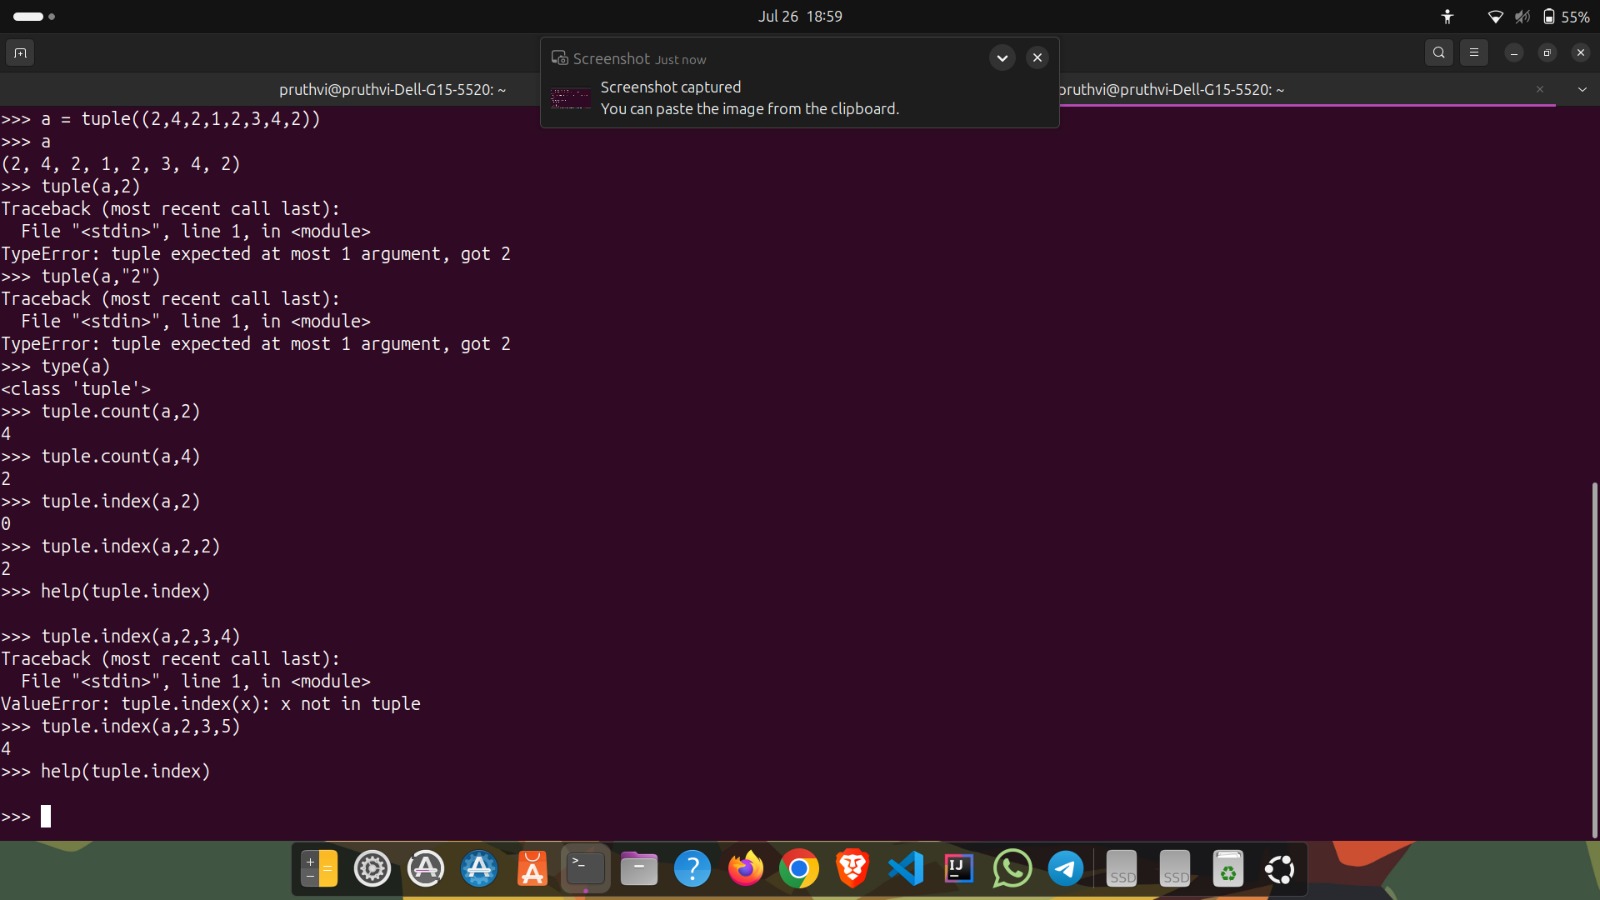 Jul 26 18:59
55%
Screenshot Just now
Screenshot captured
You can paste the image from the clipboard.
pruthvi@pruthvi-Dell-G15-5520: ~
pruthvi@pruthvi-Dell-G15-5520: ~
>>> a = tuple((2,4,2,1,2,3,4,2))
>>> a
(2, 4, 2, 1, 2, 3, 4, 2)
>>> tuple(a,2)
Traceback (most recent call last):
  File "<stdin>", line 1, in <module>
TypeError: tuple expected at most 1 argument, got 2
>>> tuple(a,"2")
Traceback (most recent call last):
  File "<stdin>", line 1, in <module>
TypeError: tuple expected at most 1 argument, got 2
>>> type(a)
<class 'tuple'>
>>> tuple.count(a,2)
4
>>> tuple.count(a,4)
2
>>> tuple.index(a,2)
0
>>> tuple.index(a,2,2)
2
>>> help(tuple.index)
>>> tuple.index(a,2,3,4)
Traceback (most recent call last):
  File "<stdin>", line 1, in <module>
ValueError: tuple.index(x): x not in tuple
>>> tuple.index(a,2,3,5)
4
>>> help(tuple.index)
>>>
IJ
SSD
SSD